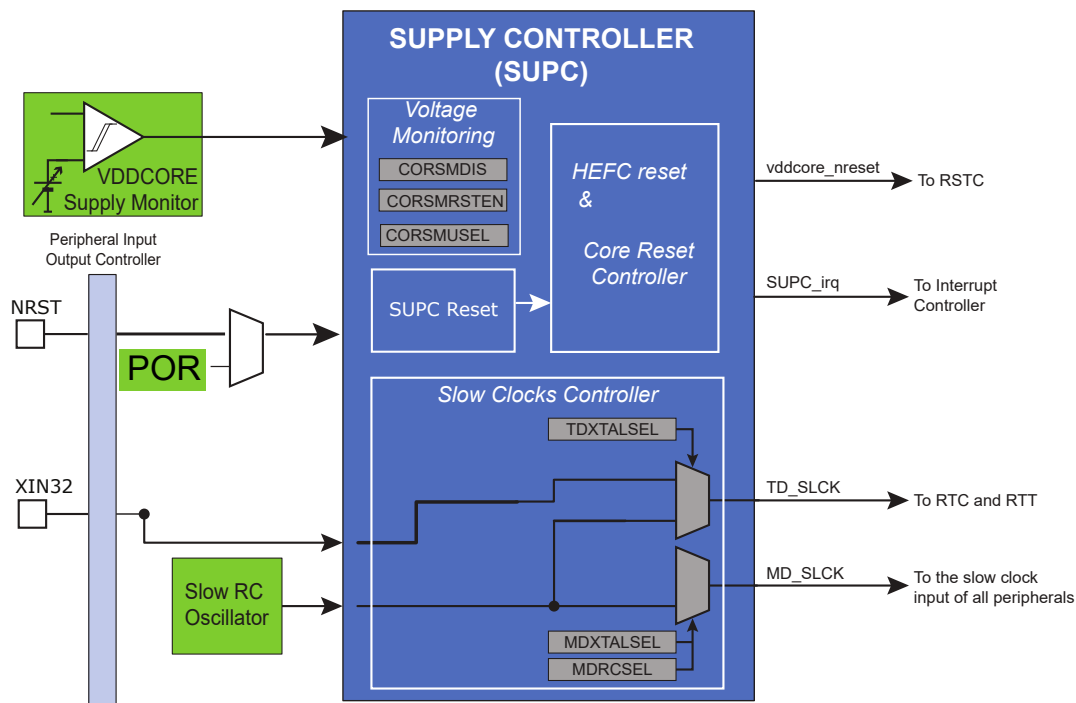 SUPPLY CONTROLLER
(SUPC)
VDDCORE
Supply Monitor
Voltage
Monitoring
CORSMDIS
CORSMRSTEN
CORSMUSEL
HEFC reset
&
Core Reset
Controller
vddcore_nreset
To RSTC
Peripheral Input
Output Controller
NRST
POR
SUPC Reset
SUPC_irq
To Interrupt
Controller
Slow Clocks Controller
TDXTALSEL
XIN32
TD_SLCK
To RTC and RTT
Slow RC
Oscillator
MD_SLCK
To the slow clock
input of all peripherals
MDXTALSEL
MDRCSEL